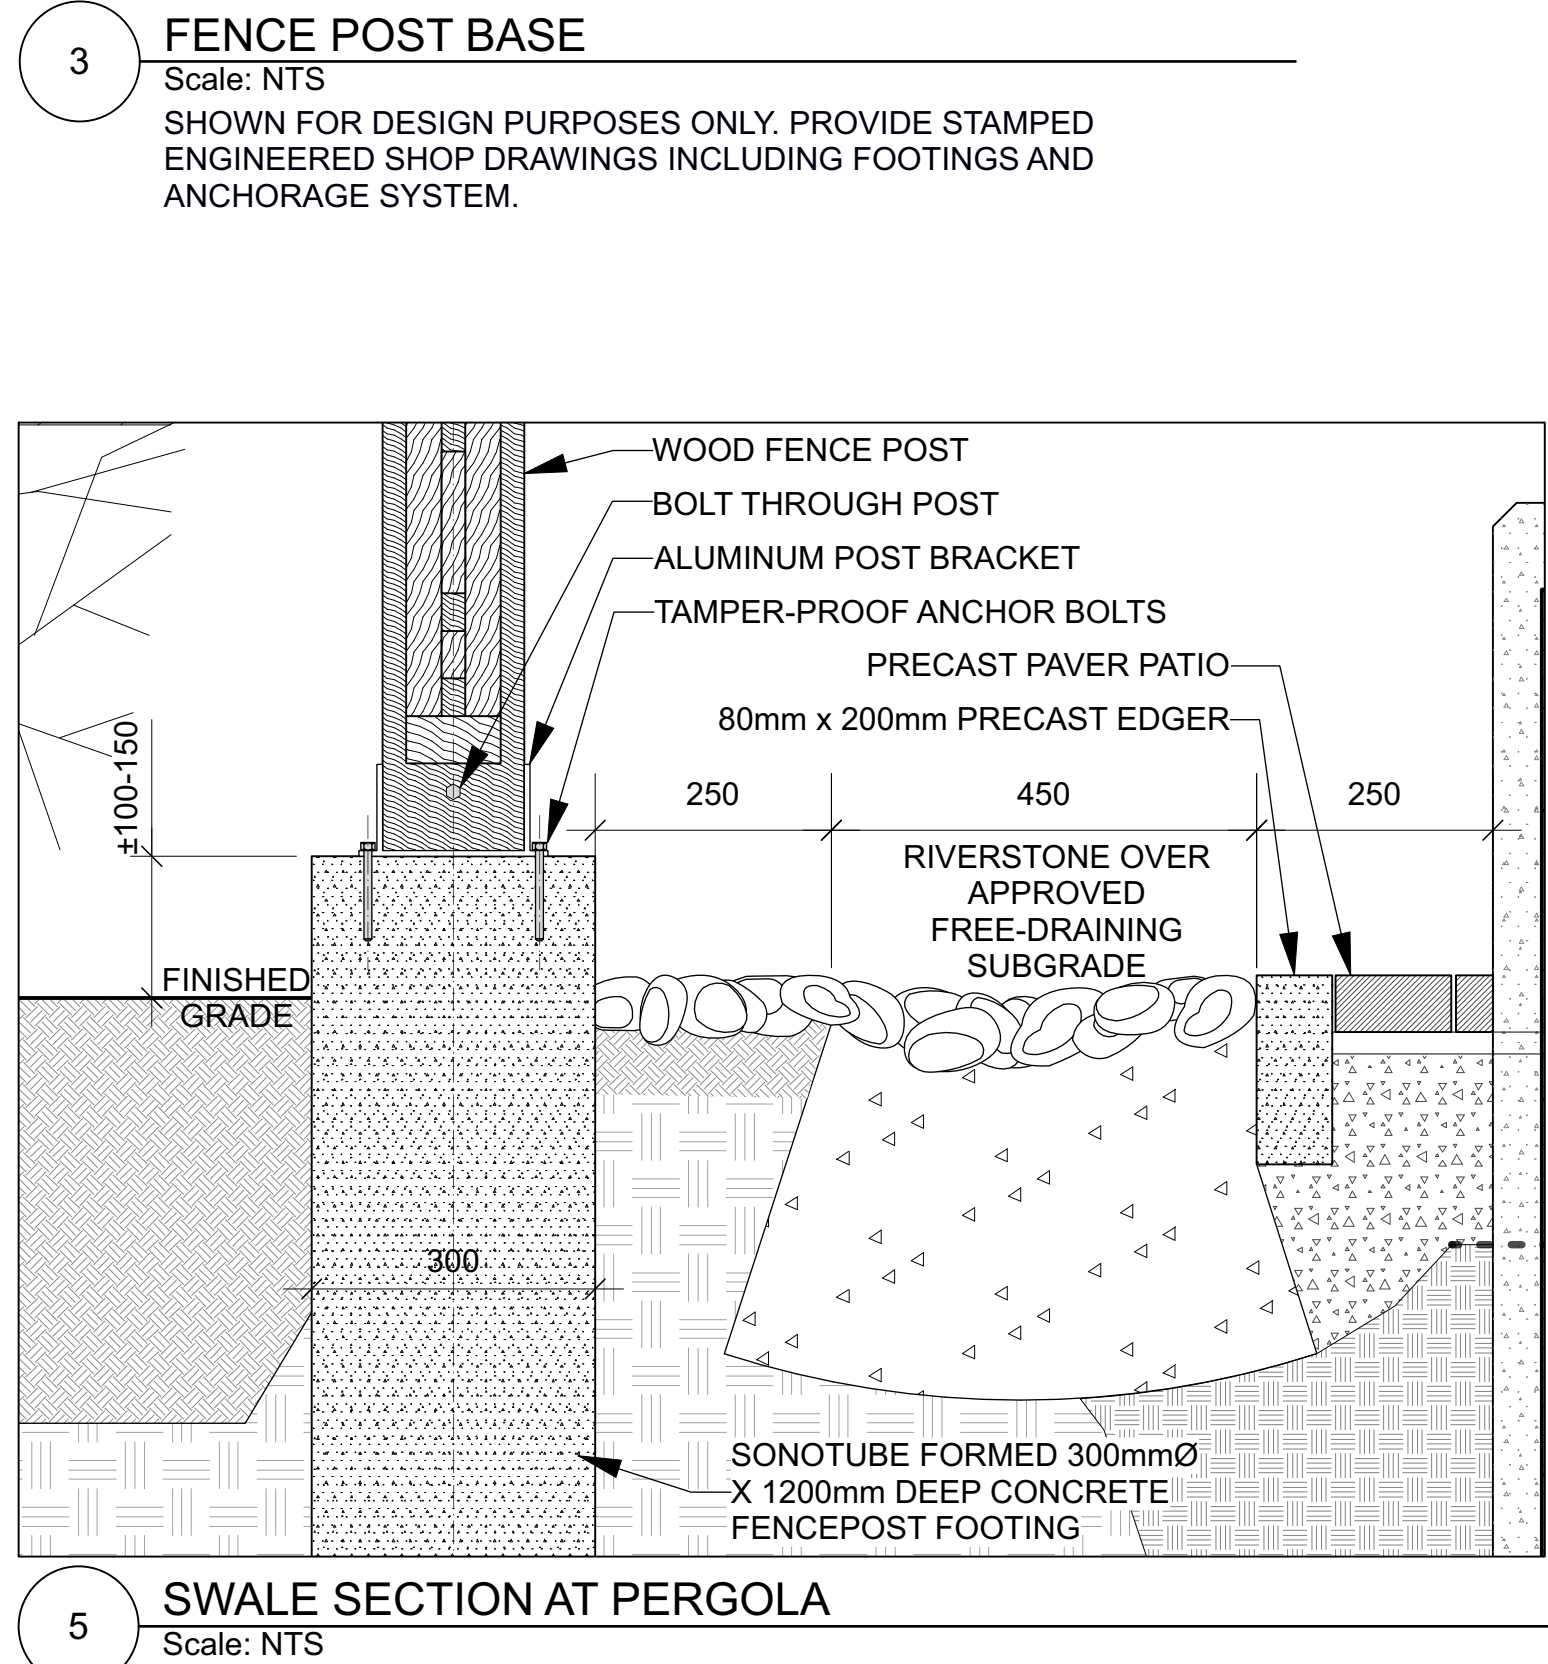 3
FENCE POST BASE
Scale: NTS
SHOWN FOR DESIGN PURPOSES ONLY. PROVIDE STAMPED
ENGINEERED SHOP DRAWINGS INCLUDING FOOTINGS AND
ANCHORAGE SYSTEM.
WOOD FENCE POST
BOLT THROUGH POST
ALUMINUM POST BRACKET
TAMPER-PROOF ANCHOR BOLTS
PRECAST PAVER PATIO
80mm x 200mm PRECAST EDGER
±100-150
250
450
250
RIVERSTONE OVER
APPROVED
FREE-DRAINING
SUBGRADE
FINISHED
GRADE
300
SONOTUBE FORMED 300mmØ
X 1200mm DEEP CONCRETE
FENCEPOST FOOTING
5
SWALE SECTION AT PERGOLA
Scale: NTS